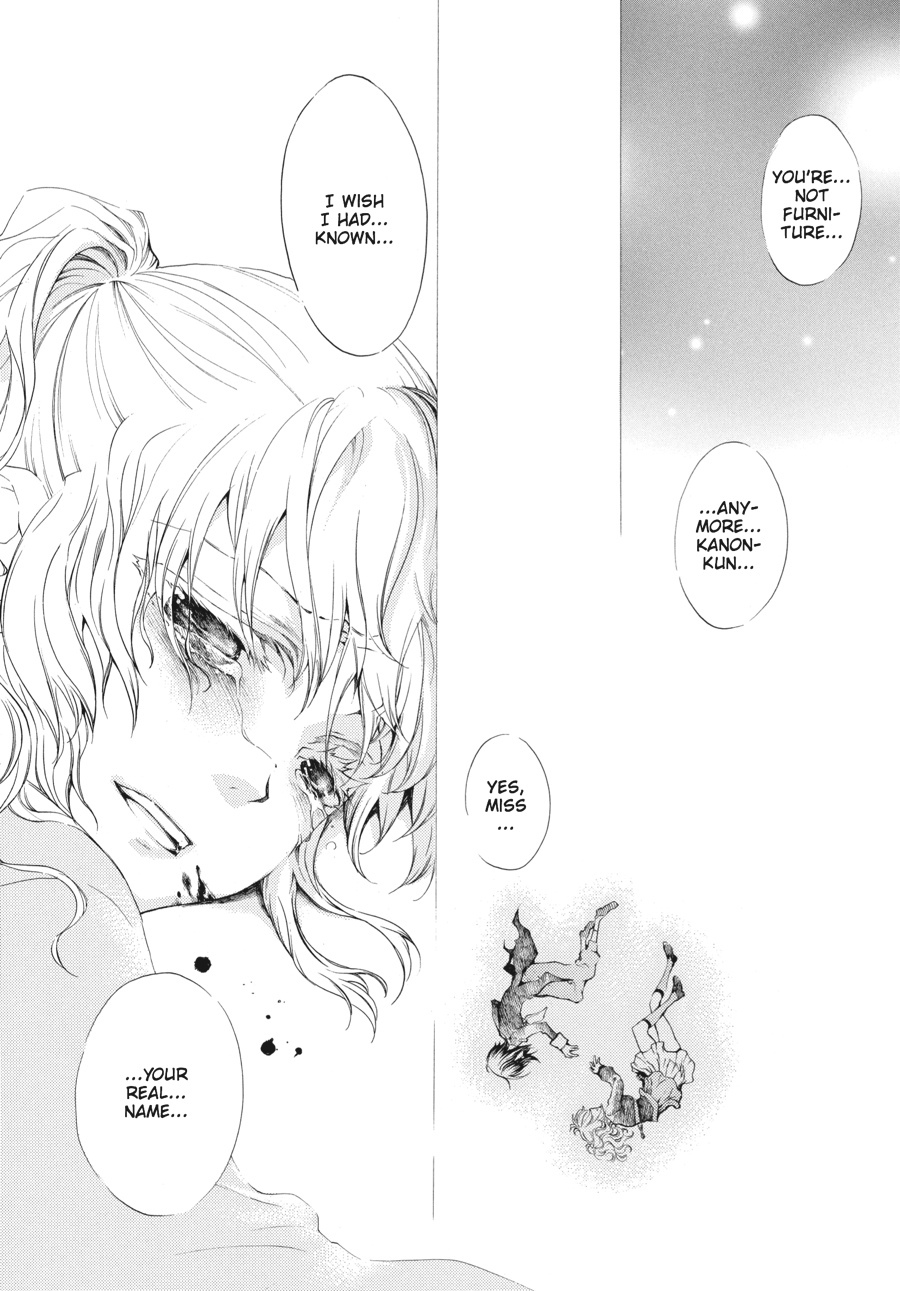 YOU'RE...
NOT
FURNI-
TURE...
...ANY-
MORE...
KANON-
KUN...
YES,
MISS
...
I WISH
I HAD...
KNOWN...
...YOUR
REAL...
NAME...